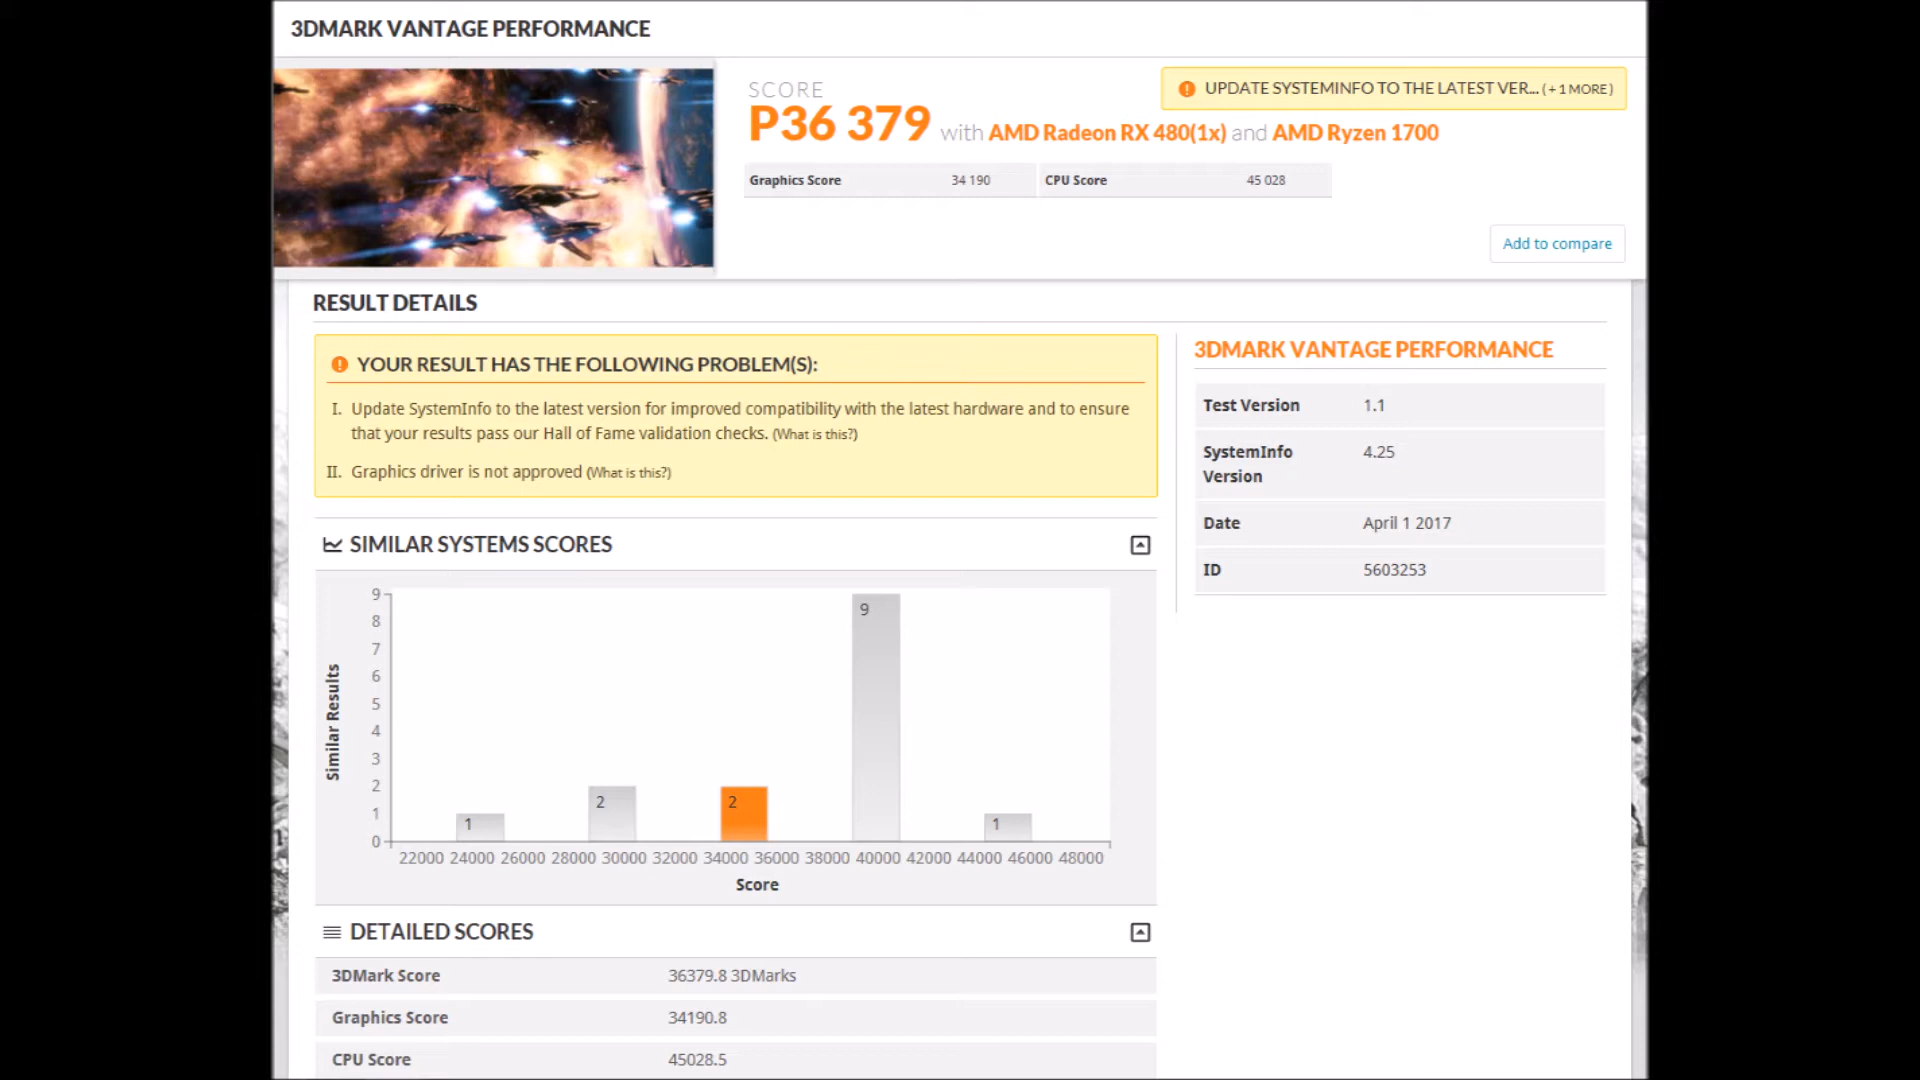 3DMARK VANTAGE PERFORMANCE
SCORE
UPDATE SYSTEMINFO TO THE LATEST VER... (+1 MORE)
P36 379 with AMD Radeon RX 480(1x) and AMD Ryzen 1700
Graphics Score 34 190 CPU Score 45 028
Add to compare
RESULT DETAILS
YOUR RESULT HAS THE FOLLOWING PROBLEM(S):
I. Update SystemInfo to the latest version for improved compatibility with the latest hardware and to ensure
that your results pass our Hall of Fame validation checks. (What is this?)
II. Graphics driver is not approved (What is this?)
3DMARK VANTAGE PERFORMANCE
Test Version 1.1
SystemInfo
Version 4.25
Date April 1 2017
ID 5603253
SIMILAR SYSTEMS SCORES
Similar Results
9
8
7
6
5
4
3
2
1
0
1
2
2
9
1
22000 24000 26000 28000 30000 32000 34000 36000 38000 40000 42000 44000 46000 48000
Score
DETAILED SCORES
3DMark Score 36379.8 3DMarks
Graphics Score 34190.8
CPU Score 45028.5